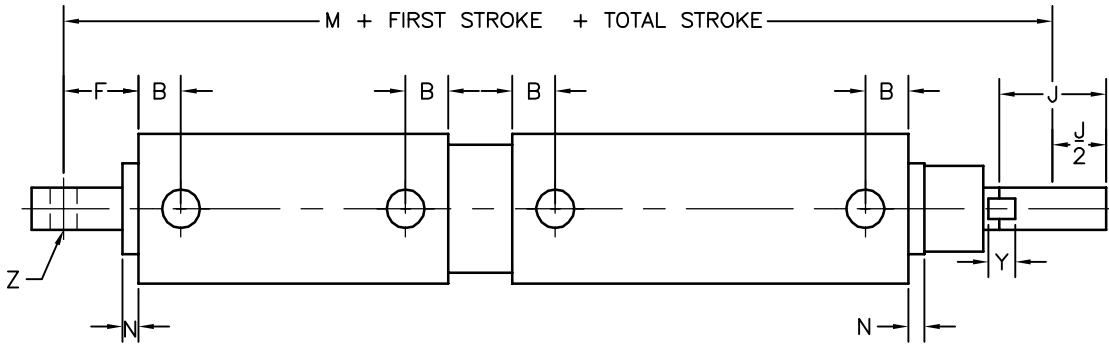 M + FIRST STROKE + TOTAL STROKE
F B B B B J
J
2
Z Y
N N